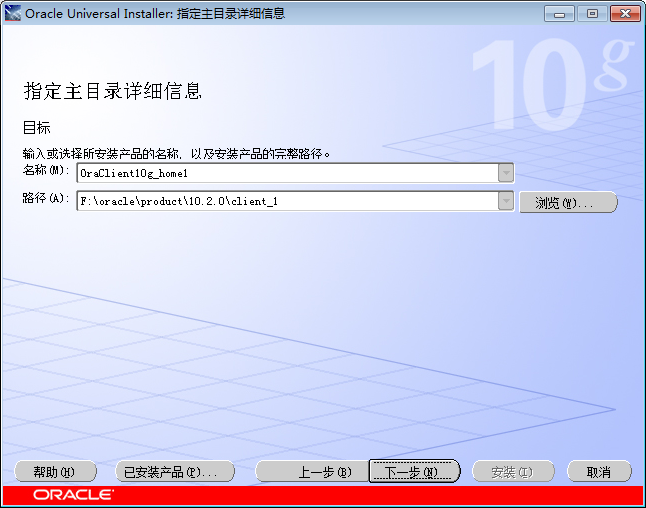 Oracle Universal Installer: 指定主目录详细信息
10g
指定主目录详细信息
目标
输入或选择所安装产品的名称，以及安装产品的完整路径。
名称(M): OraClient10g_home1
路径(A): F:\oracle\product\10.2.0\client_1 浏览(W)...
帮助(H) 已安装产品(P)... 上一步(B) 下一步(N) 安装(I) 取消
ORACLE